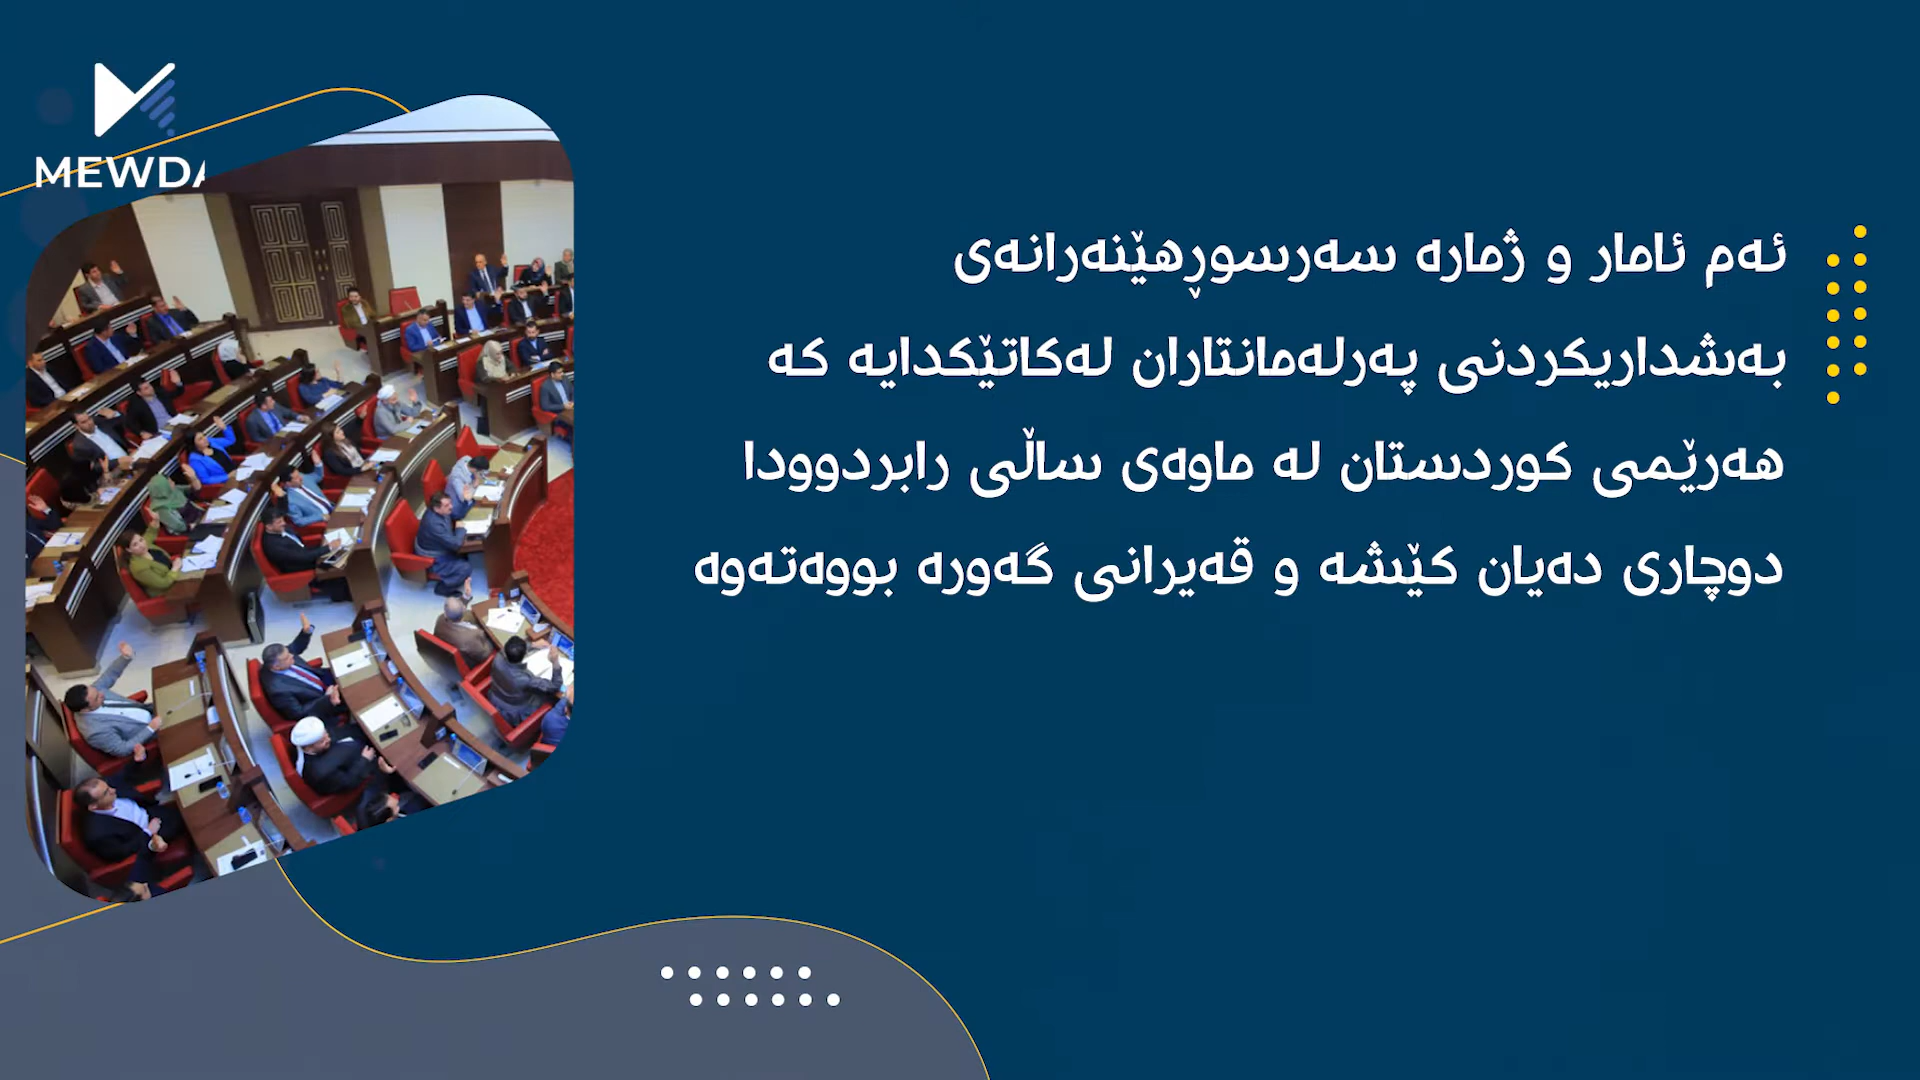 MEWDA
ئەم ئامار و ژمارە سەرسوڕهێنەرانەی
بەشداریکردنی پەرلەمانتاران لەکاتێکدایە کە
هەرێمی کوردستان لە ماوەی ساڵی رابردوودا
دوچاری دەیان کێشە و قەیرانی گەورە بووەتەوە